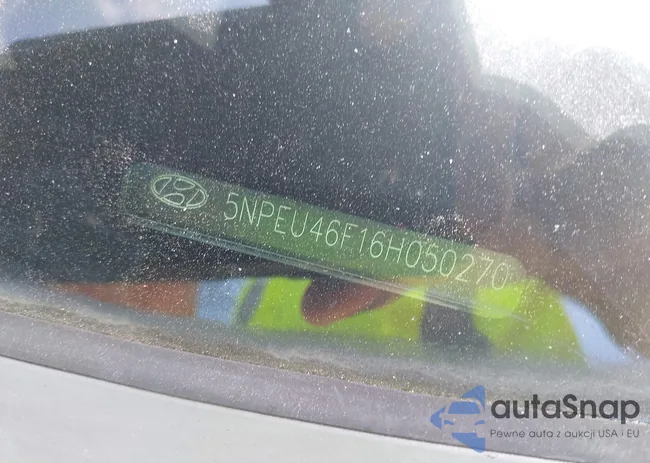 5NPEU46F16H050270
autaSnap
Pewne auta z aukcji USA i EU